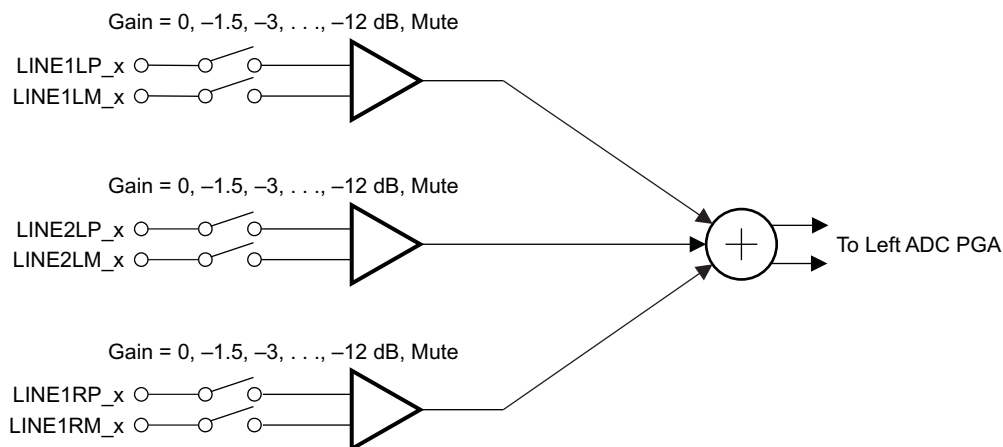 Gain = 0, –1.5, –3, . . ., –12 dB, Mute
LINE1LP_x
LINE1LM_x
Gain = 0, –1.5, –3, . . ., –12 dB, Mute
LINE2LP_x
LINE2LM_x
To Left ADC PGA
Gain = 0, –1.5, –3, . . ., –12 dB, Mute
LINE1RP_x
LINE1RM_x